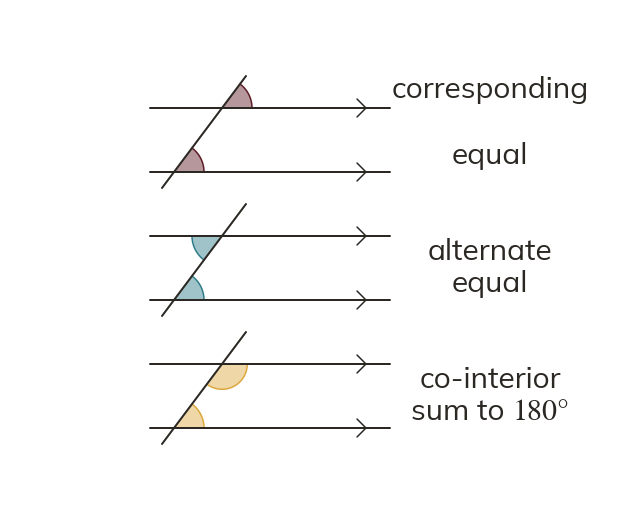 corresponding
equal
alternate
equal
co-interior
sum to 180°